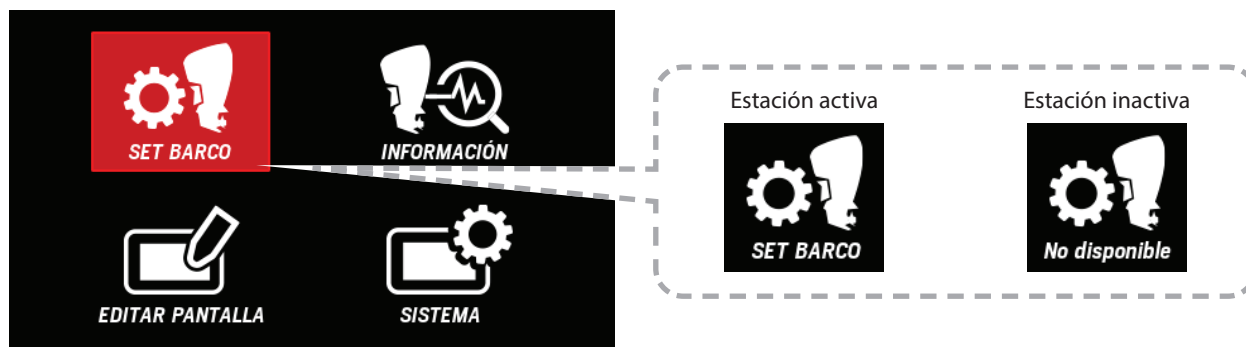 SET BARCO
INFORMACIÓN
EDITAR PANTALLA
SISTEMA
Estación activa
Estación inactiva
SET BARCO
No disponible